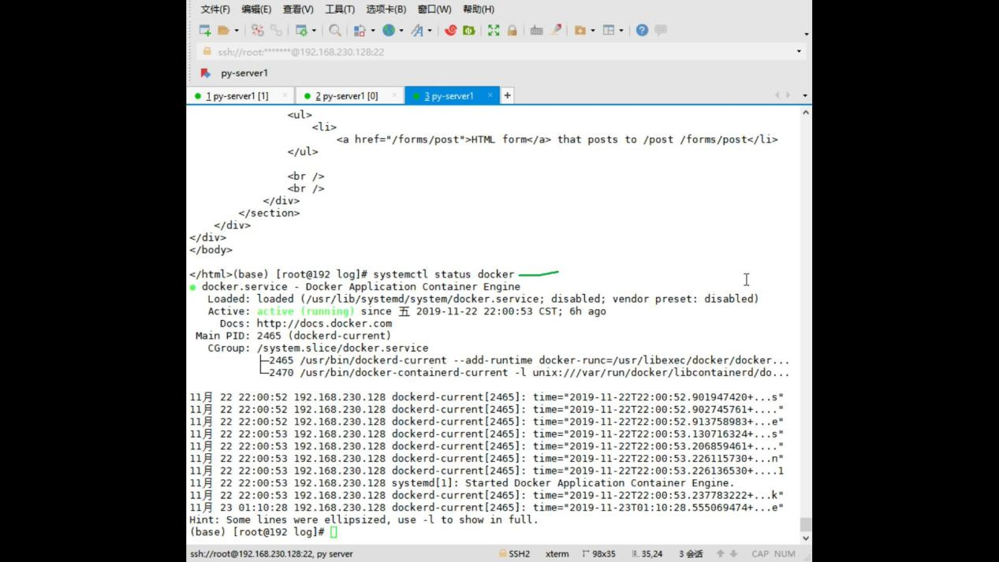 文件(F) 编辑(E) 查看(V) 工具(T) 选项卡(B) 窗口(W) 帮助(H)
ssh://root:*******@192.168.230.128:22
py-server1
1 py-server1 [1] × 2 py-server1 [0] × 3 py-server1 × +
<ul>
<li>
<a href="/forms/post">HTML form</a> that posts to /post /forms/post</li>
</ul>
<br />
<br />
</div>
</section>
</div>
</div>
</body>
</html>(base) [root@192 log]# systemctl status docker
● docker.service - Docker Application Container Engine
Loaded: loaded (/usr/lib/systemd/system/docker.service; disabled; vendor preset: disabled)
Active: active (running) since 五 2019-11-22 22:00:53 CST; 6h ago
Docs: http://docs.docker.com
Main PID: 2465 (dockerd-current)
CGroup: /system.slice/docker.service
├─2465 /usr/bin/dockerd-current --add-runtime docker-runc=/usr/libexec/docker/docker...
└─2470 /usr/bin/docker-containerd-current -l unix:///var/run/docker/libcontainerd/do...
11月 22 22:00:52 192.168.230.128 dockerd-current[2465]: time="2019-11-22T22:00:52.901947420+...s"
11月 22 22:00:52 192.168.230.128 dockerd-current[2465]: time="2019-11-22T22:00:52.902745761+...."
11月 22 22:00:52 192.168.230.128 dockerd-current[2465]: time="2019-11-22T22:00:52.913758983+...e"
11月 22 22:00:53 192.168.230.128 dockerd-current[2465]: time="2019-11-22T22:00:53.130716324+...s"
11月 22 22:00:53 192.168.230.128 dockerd-current[2465]: time="2019-11-22T22:00:53.206859461+...."
11月 22 22:00:53 192.168.230.128 dockerd-current[2465]: time="2019-11-22T22:00:53.226115730+...n"
11月 22 22:00:53 192.168.230.128 dockerd-current[2465]: time="2019-11-22T22:00:53.226136530+....l
11月 22 22:00:53 192.168.230.128 systemd[1]: Started Docker Application Container Engine.
11月 22 22:00:53 192.168.230.128 dockerd-current[2465]: time="2019-11-22T22:00:53.237783222+...k"
11月 23 01:10:28 192.168.230.128 dockerd-current[2465]: time="2019-11-23T01:10:28.555069474+...e"
Hint: Some lines were ellipsized, use -l to show in full.
(base) [root@192 log]#
ssh://root@192.168.230.128:22, py server SSH2 xterm 98x35 35,24 3 会话 CAP NUM